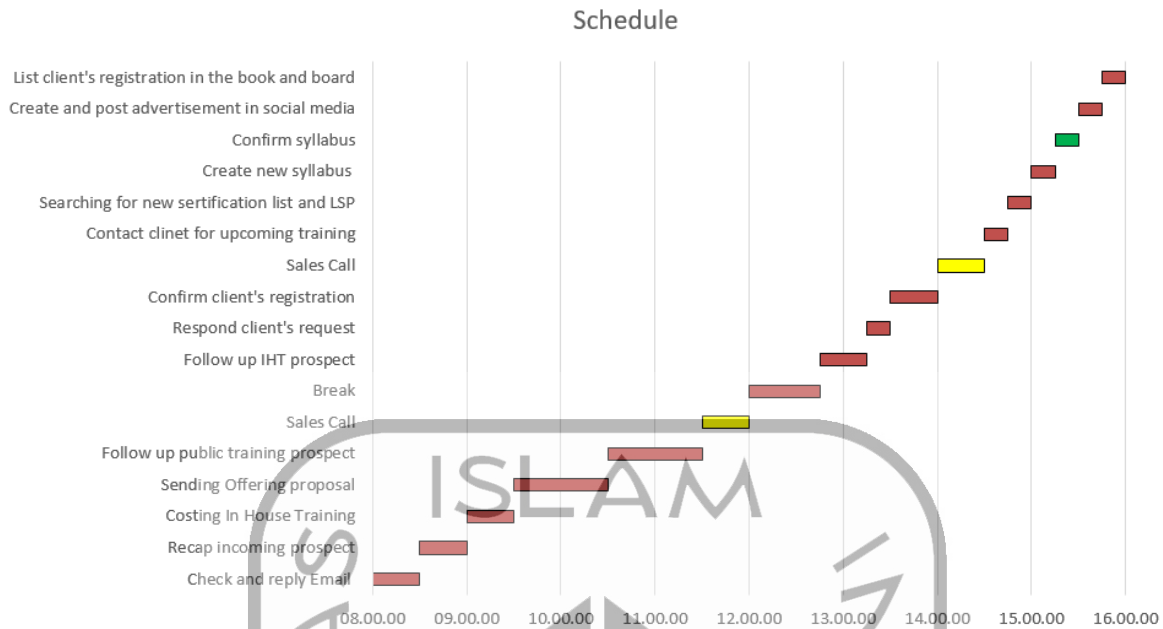 Schedule
List client's registration in the book and board
Create and post advertisement in social media
Confirm syllabus
Create new syllabus
Searching for new sertification list and LSP
Contact clinet for upcoming training
Sales Call
Confirm client's registration
Respond client's request
Follow up IHT prospect
Break
Sales Call
Follow up public training prospect
Sending Offering proposal
Costing In House Training
Recap incoming prospect
Check and reply Email
08.00.00 09.00.00 10.00.00 11.00.00 12.00.00 13.00.00 14.00.00 15.00.00 16.00.00
ISLAM